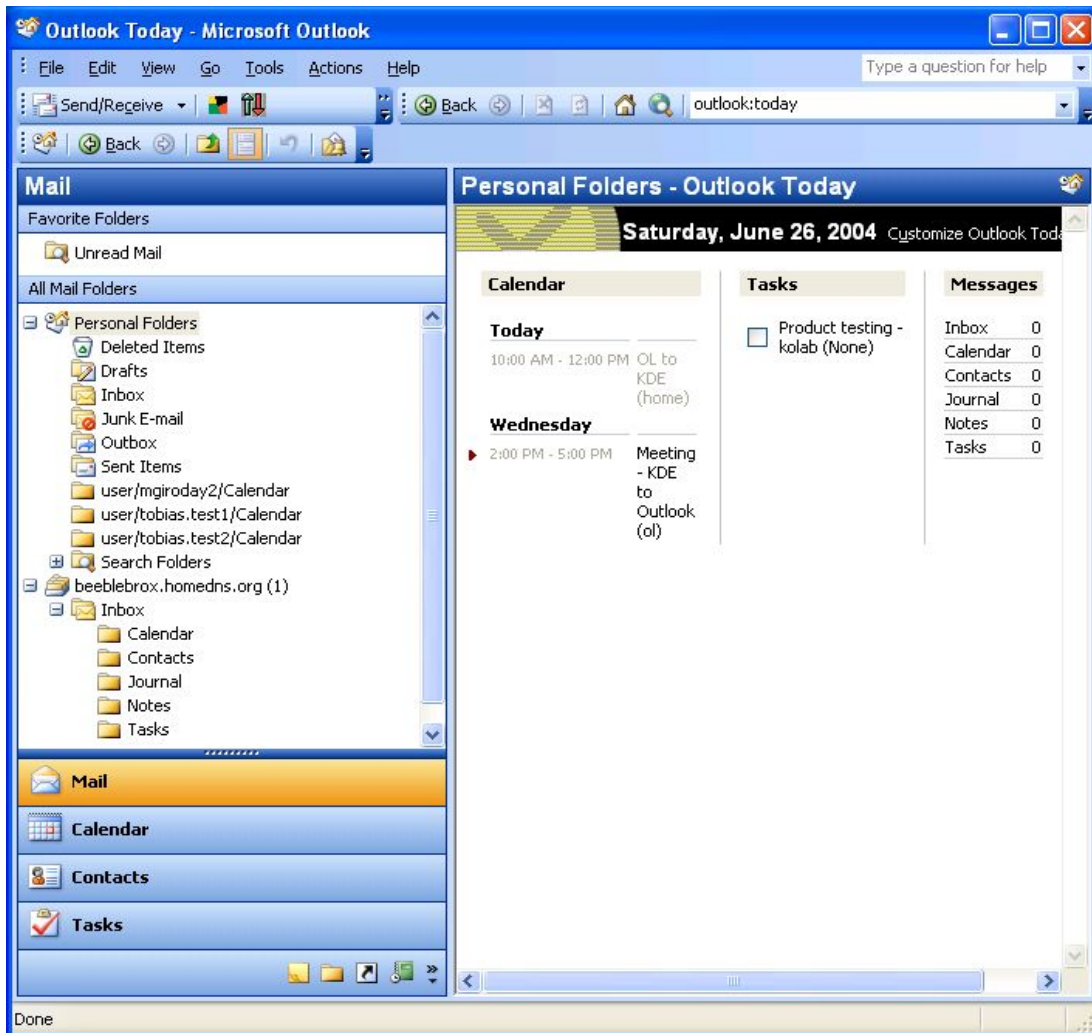 Outlook Today - Microsoft Outlook
File Edit View Go Tools Actions Help Type a question for help
Send/Receive Back outlook:today
Back
Mail
Favorite Folders
Unread Mail
All Mail Folders
Personal Folders
Deleted Items
Drafts
Inbox
Junk E-mail
Outbox
Sent Items
user/mgiroday2/Calendar
user/tobias.test1/Calendar
user/tobias.test2/Calendar
Search Folders
beeblebrox.homedns.org (1)
Inbox
Calendar
Contacts
Journal
Notes
Tasks
Mail
Calendar
Contacts
Tasks
Personal Folders - Outlook Today
Saturday, June 26, 2004 Customize Outlook Toda
Calendar
Today
10:00 AM - 12:00 PM OL to
KDE
(home)
Wednesday
2:00 PM - 5:00 PM Meeting
- KDE
to
Outlook
(ol)
Tasks
Product testing -
kolab (None)
Messages
Inbox 0
Calendar 0
Contacts 0
Journal 0
Notes 0
Tasks 0
Done